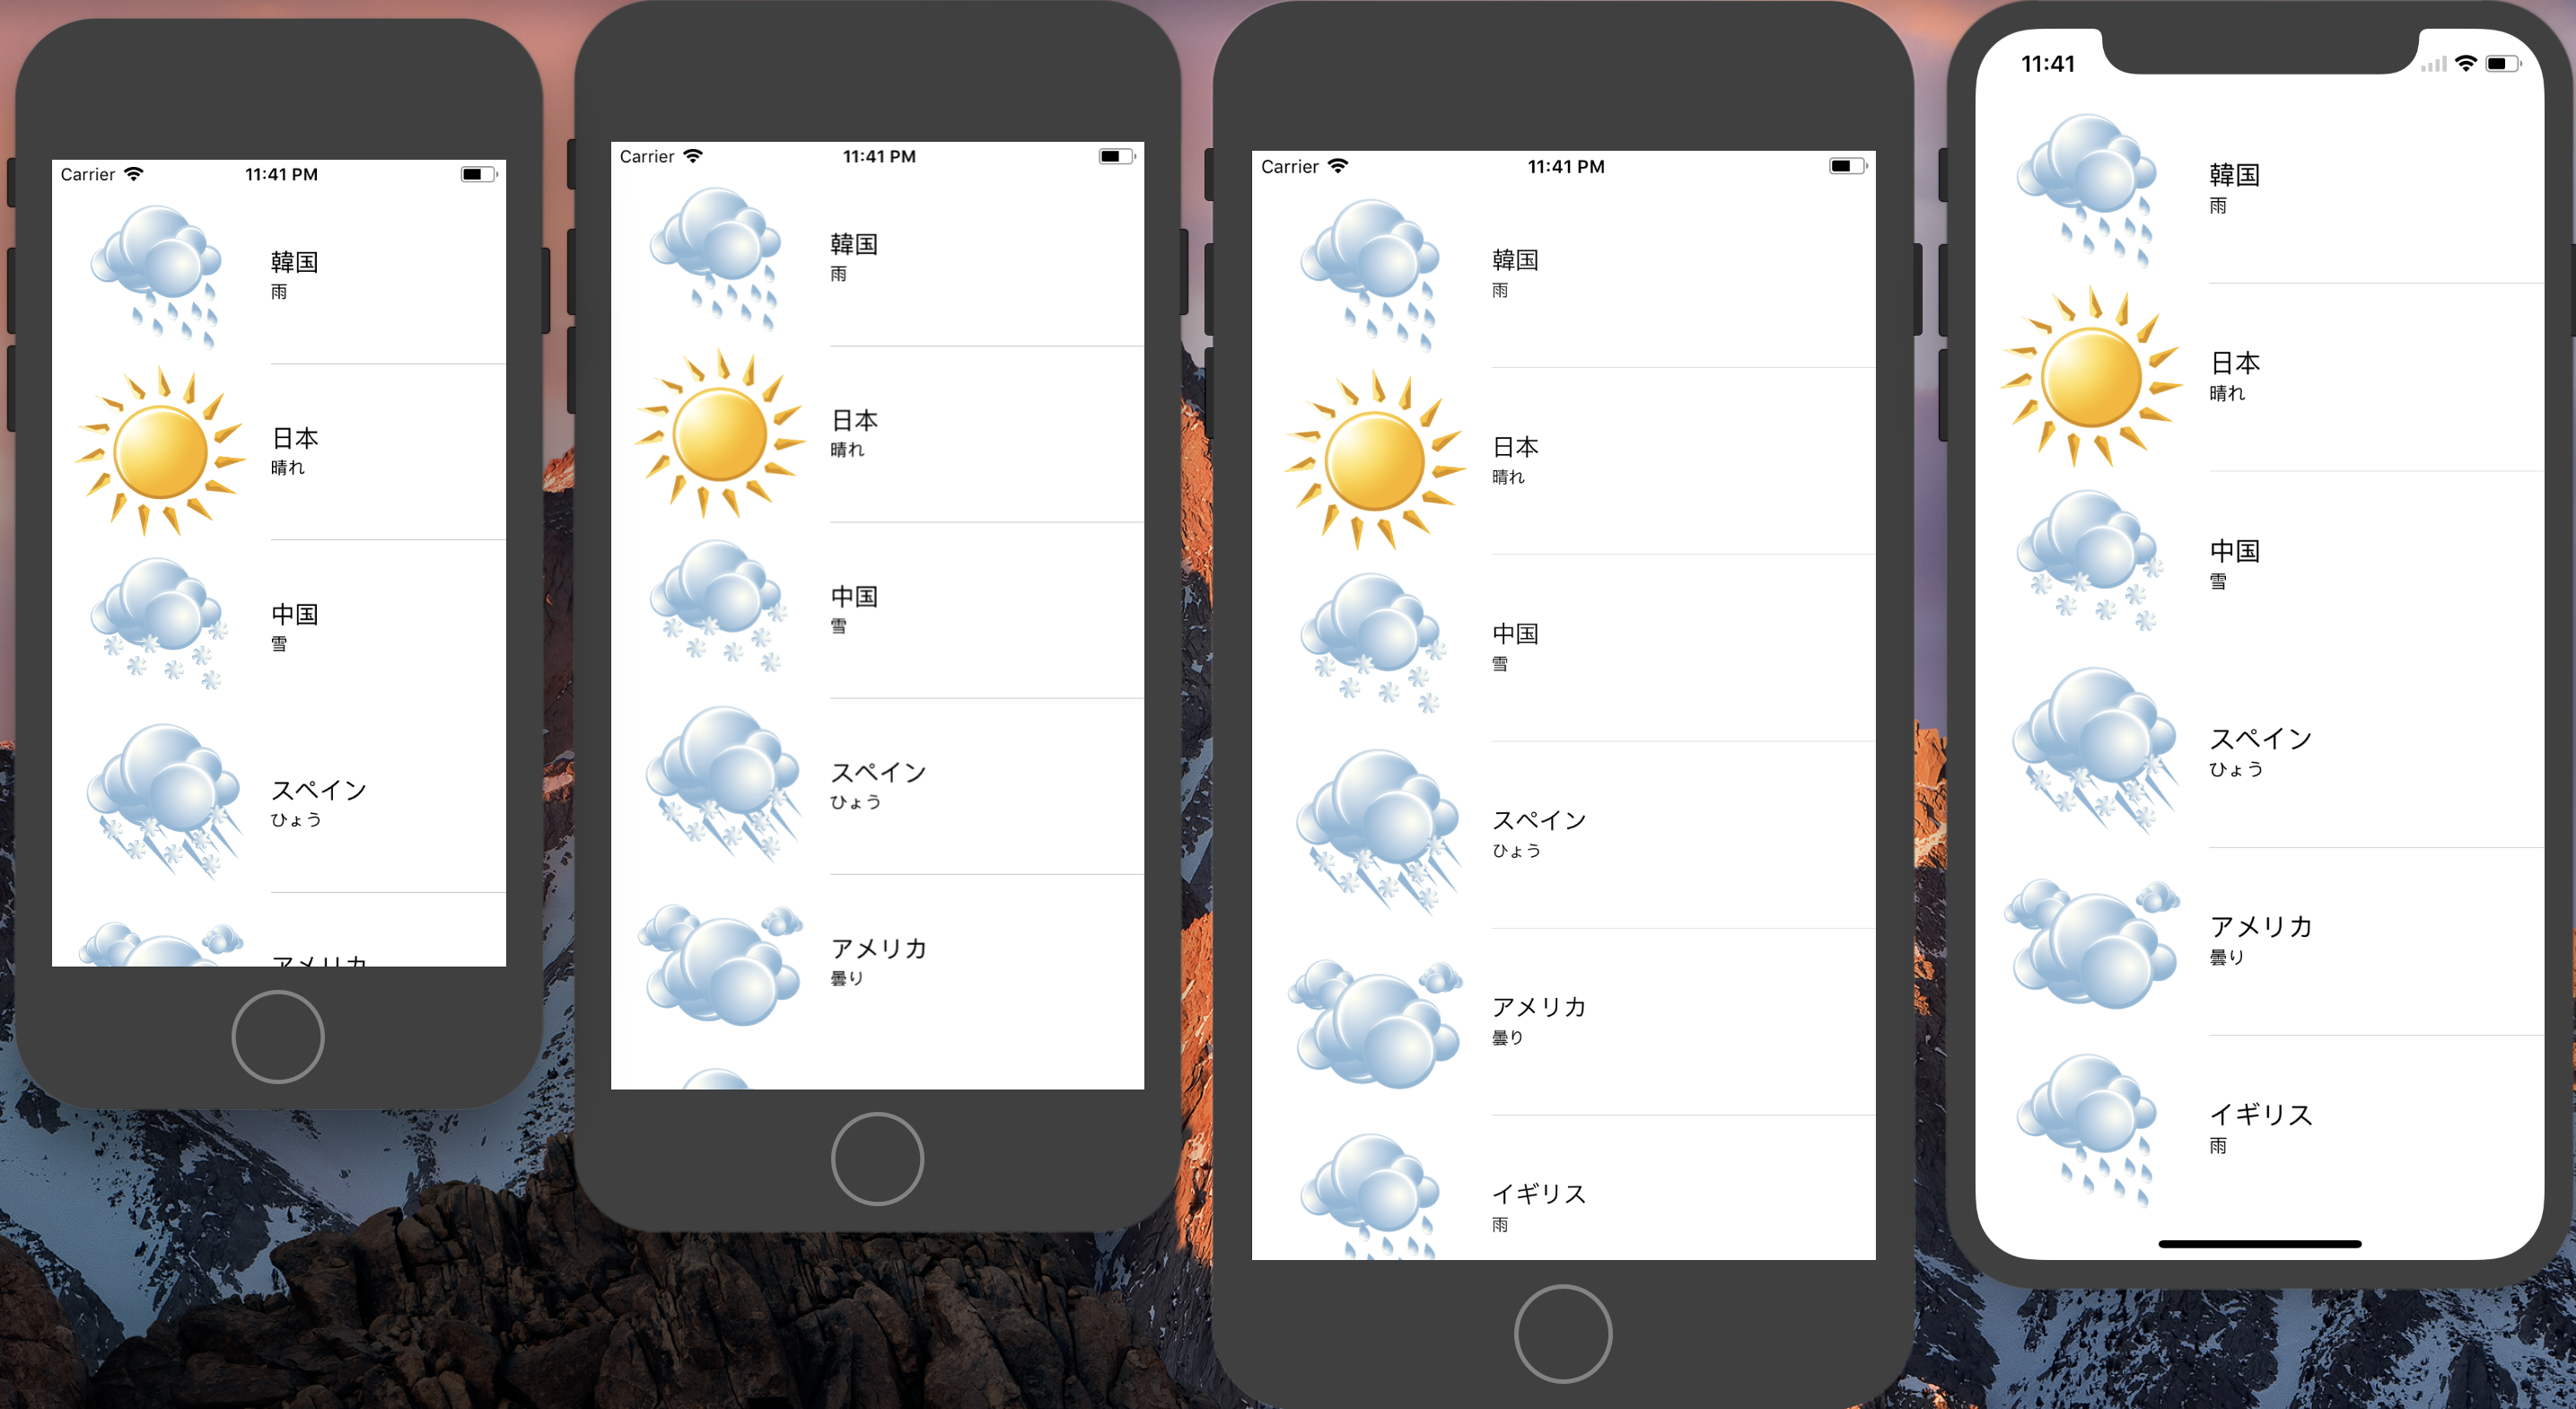 Carrier 11:41 PM
韓国
雨
日本
晴れ
中国
雪
スペイン
ひょう
アメリカ
Carrier 11:41 PM
韓国
雨
日本
晴れ
中国
雪
スペイン
ひょう
アメリカ
曇り
Carrier 11:41 PM
韓国
雨
日本
晴れ
中国
雪
スペイン
ひょう
アメリカ
曇り
イギリス
雨
11:41
韓国
雨
日本
晴れ
中国
雪
スペイン
ひょう
アメリカ
曇り
イギリス
雨